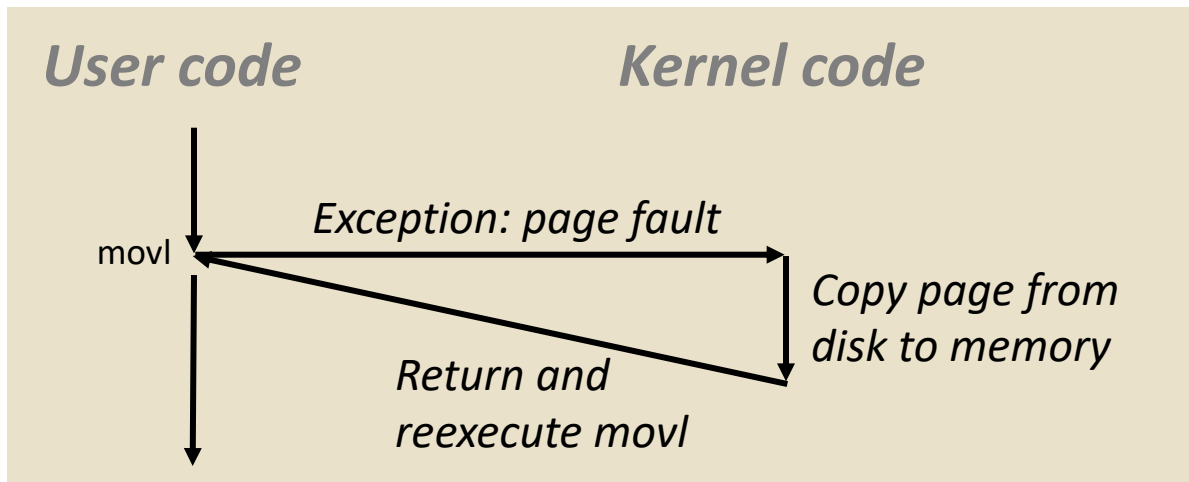 User code
Kernel code
Exception: page fault
movl
Copy page from
disk to memory
Return and
reexecute movl